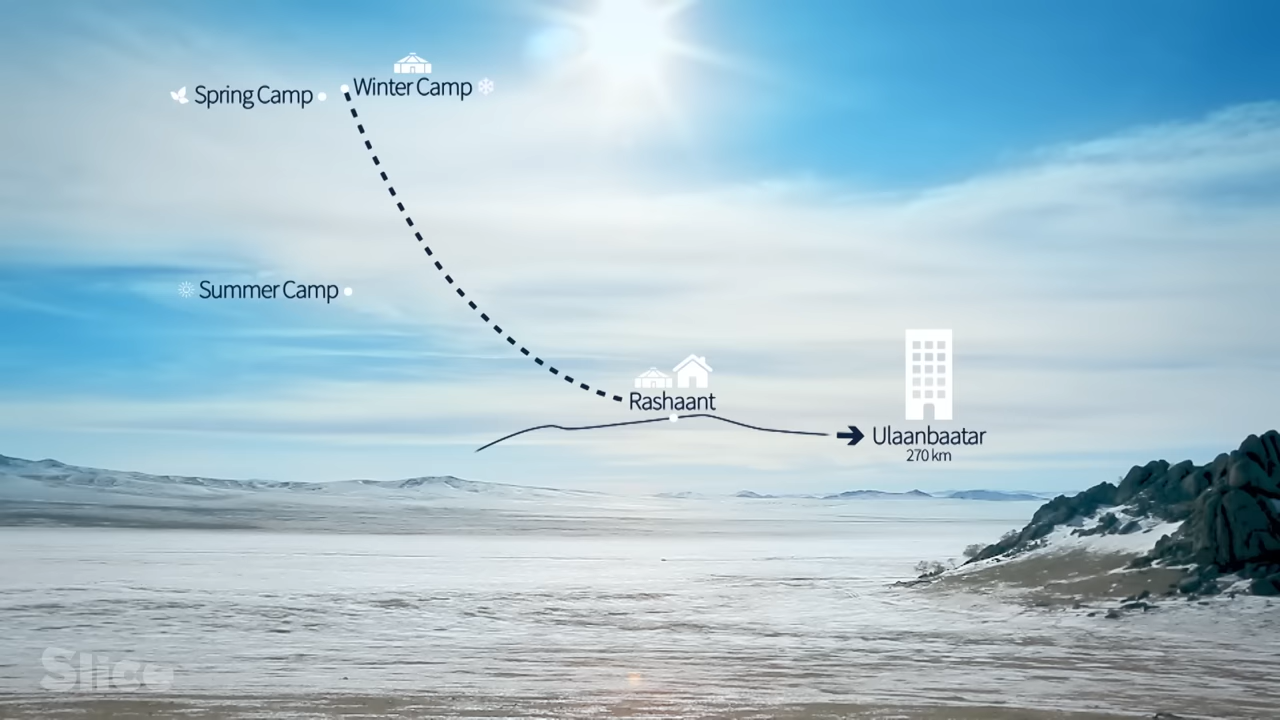 Spring Camp
Winter Camp
Summer Camp
Rashaant
Ulaanbaatar
270 km
Slice